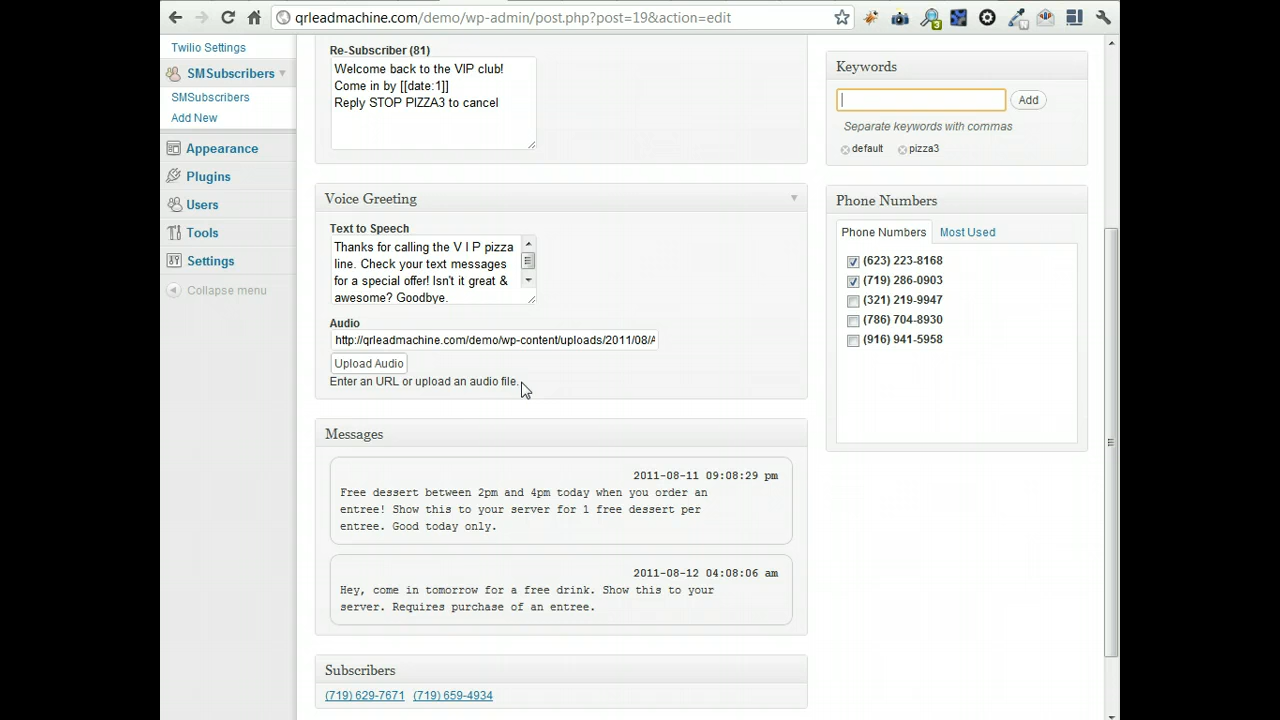 qrleadmachine.com/demo/wp-admin/post.php?post=19&action=edit
Twilio Settings
SMSubscribers
SMSubscribers
Add New
Appearance
Plugins
Users
Tools
Settings
Collapse menu
Re-Subscriber (81)
Welcome back to the VIP club!
Come in by [[date:1]]
Reply STOP PIZZA3 to cancel
Voice Greeting
Text to Speech
Thanks for calling the V I P pizza
line. Check your text messages
for a special offer! Isn't it great &
awesome? Goodbye.
Audio
http://qrleadmachine.com/demo/wp-content/uploads/2011/08/A
Upload Audio
Enter an URL or upload an audio file.
Messages
2011-08-11 09:08:29 pm
Free dessert between 2pm and 4pm today when you order an
entree! Show this to your server for 1 free dessert per
entree. Good today only.
2011-08-12 04:08:06 am
Hey, come in tomorrow for a free drink. Show this to your
server. Requires purchase of an entree.
Subscribers
(719) 629-7671 (719) 659-4934
Keywords
Add
Separate keywords with commas
default pizza3
Phone Numbers
Phone Numbers Most Used
(623) 223-8168
(719) 286-0903
(321) 219-9947
(786) 704-8930
(916) 941-5958